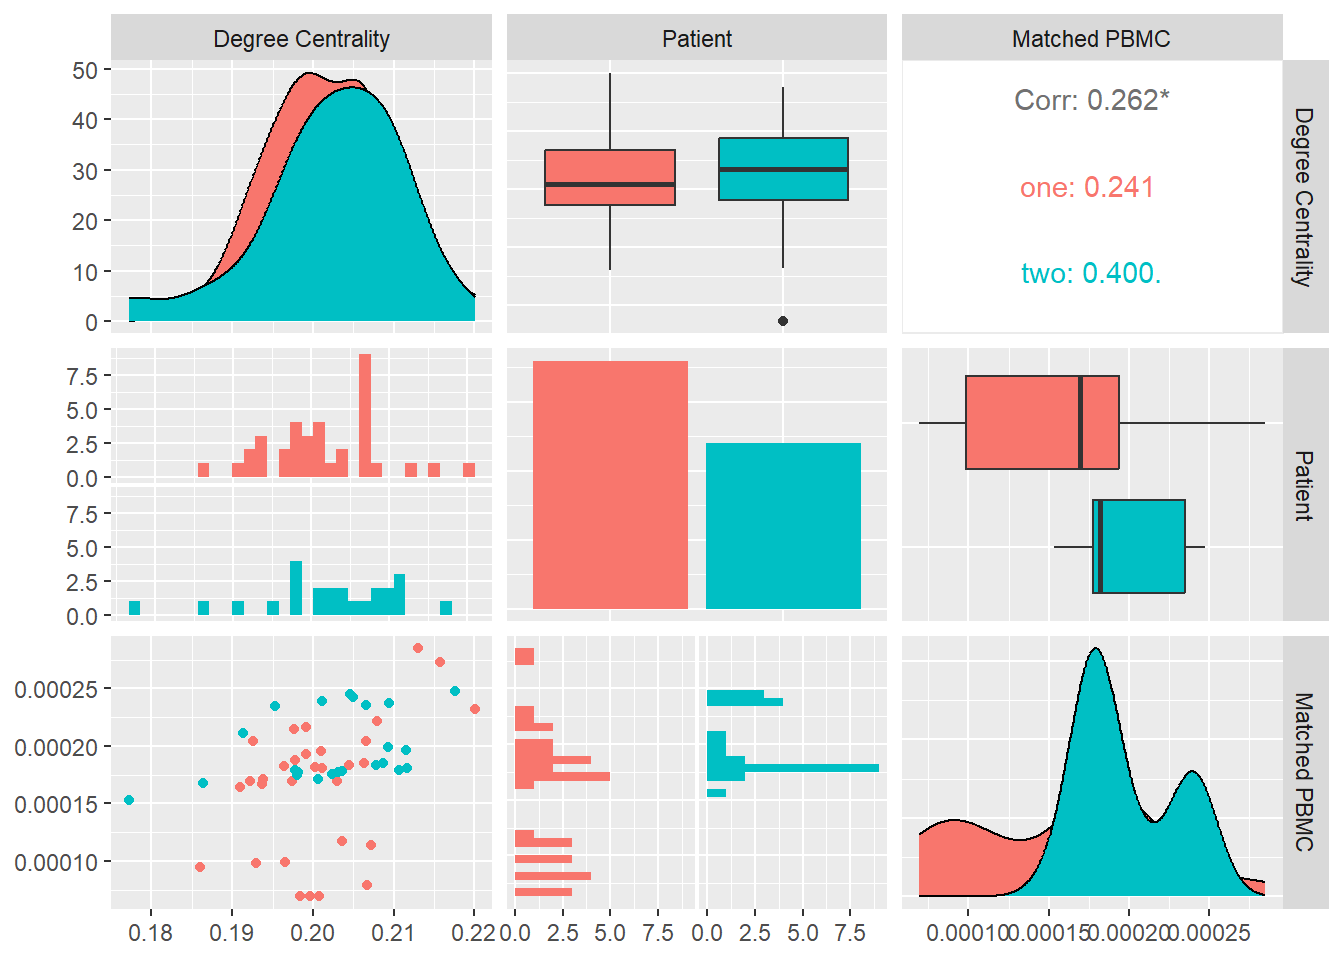 Degree Centrality Patient Matched PBMC
50
40
30
20
10
0
Corr: 0.262*
one: 0.241
two: 0.400.
Degree Centrality
7.5
5.0
2.5
0.0
7.5
5.0
2.5
0.0
Patient
0.00025
0.00020
0.00015
0.00010
Matched PBMC
0.18 0.19 0.20 0.21 0.22 0.0 2.5 5.0 7.5 0.0 2.5 5.0 7.5 0.00010 0.00015 0.00020 0.00025